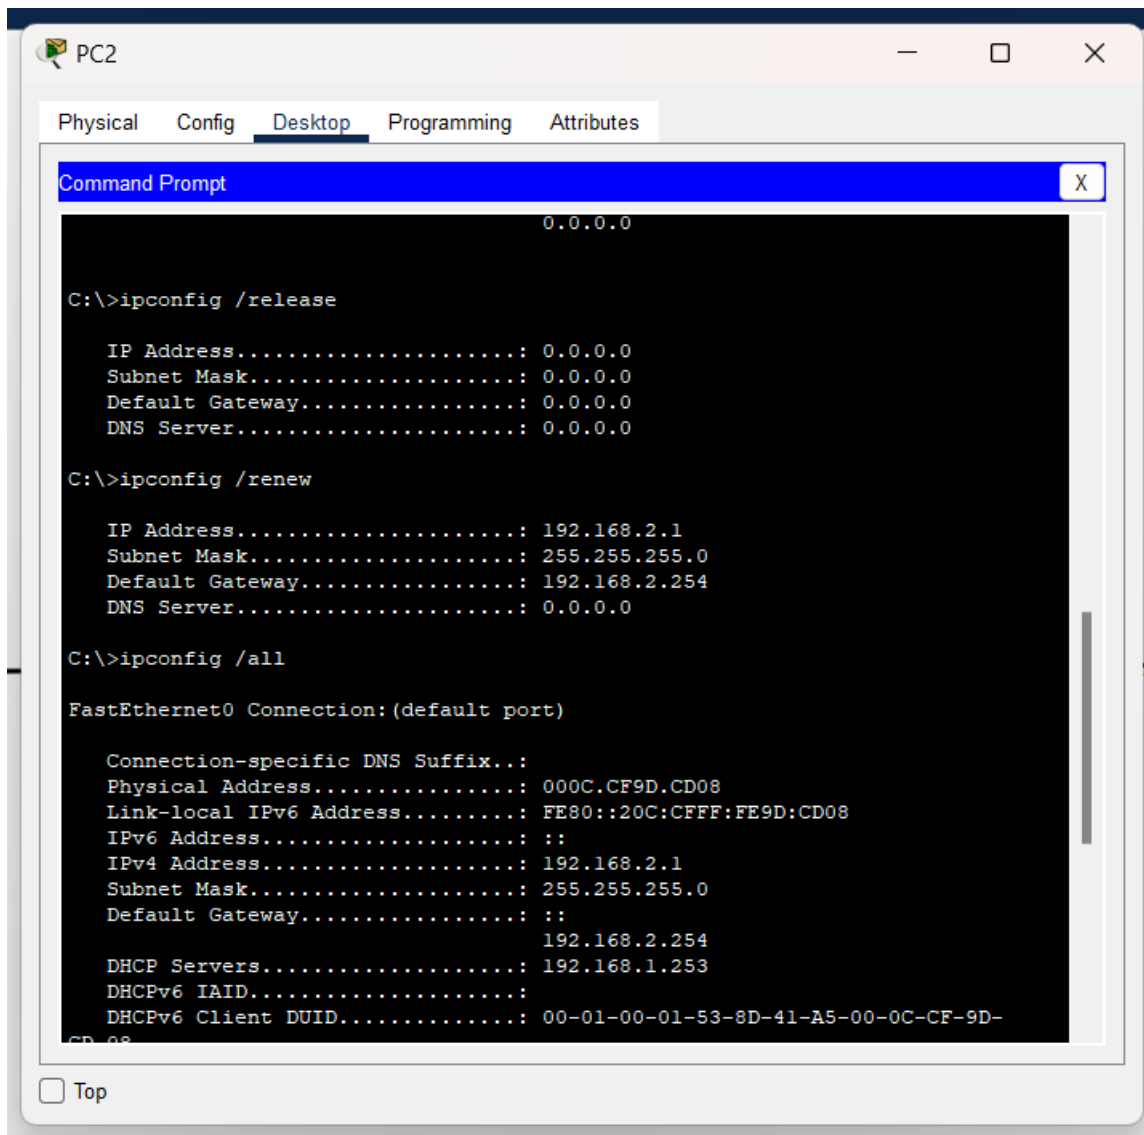 PC2
Physical Config Desktop Programming Attributes
Command Prompt
X
0.0.0.0
C:\>ipconfig /release
IP Address......................: 0.0.0.0
Subnet Mask.....................: 0.0.0.0
Default Gateway.................: 0.0.0.0
DNS Server......................: 0.0.0.0
C:\>ipconfig /renew
IP Address......................: 192.168.2.1
Subnet Mask.....................: 255.255.255.0
Default Gateway.................: 192.168.2.254
DNS Server......................: 0.0.0.0
C:\>ipconfig /all
FastEthernet0 Connection:(default port)
Connection-specific DNS Suffix..:
Physical Address................: 000C.CF9D.CD08
Link-local IPv6 Address.........: FE80::20C:CFFF:FE9D:CD08
IPv6 Address....................: ::
IPv4 Address....................: 192.168.2.1
Subnet Mask.....................: 255.255.255.0
Default Gateway.................: ::
192.168.2.254
DHCP Servers....................: 192.168.1.253
DHCPv6 IAID.....................:
DHCPv6 Client DUID..............: 00-01-00-01-53-8D-41-A5-00-0C-CF-9D-
CD-08
Top